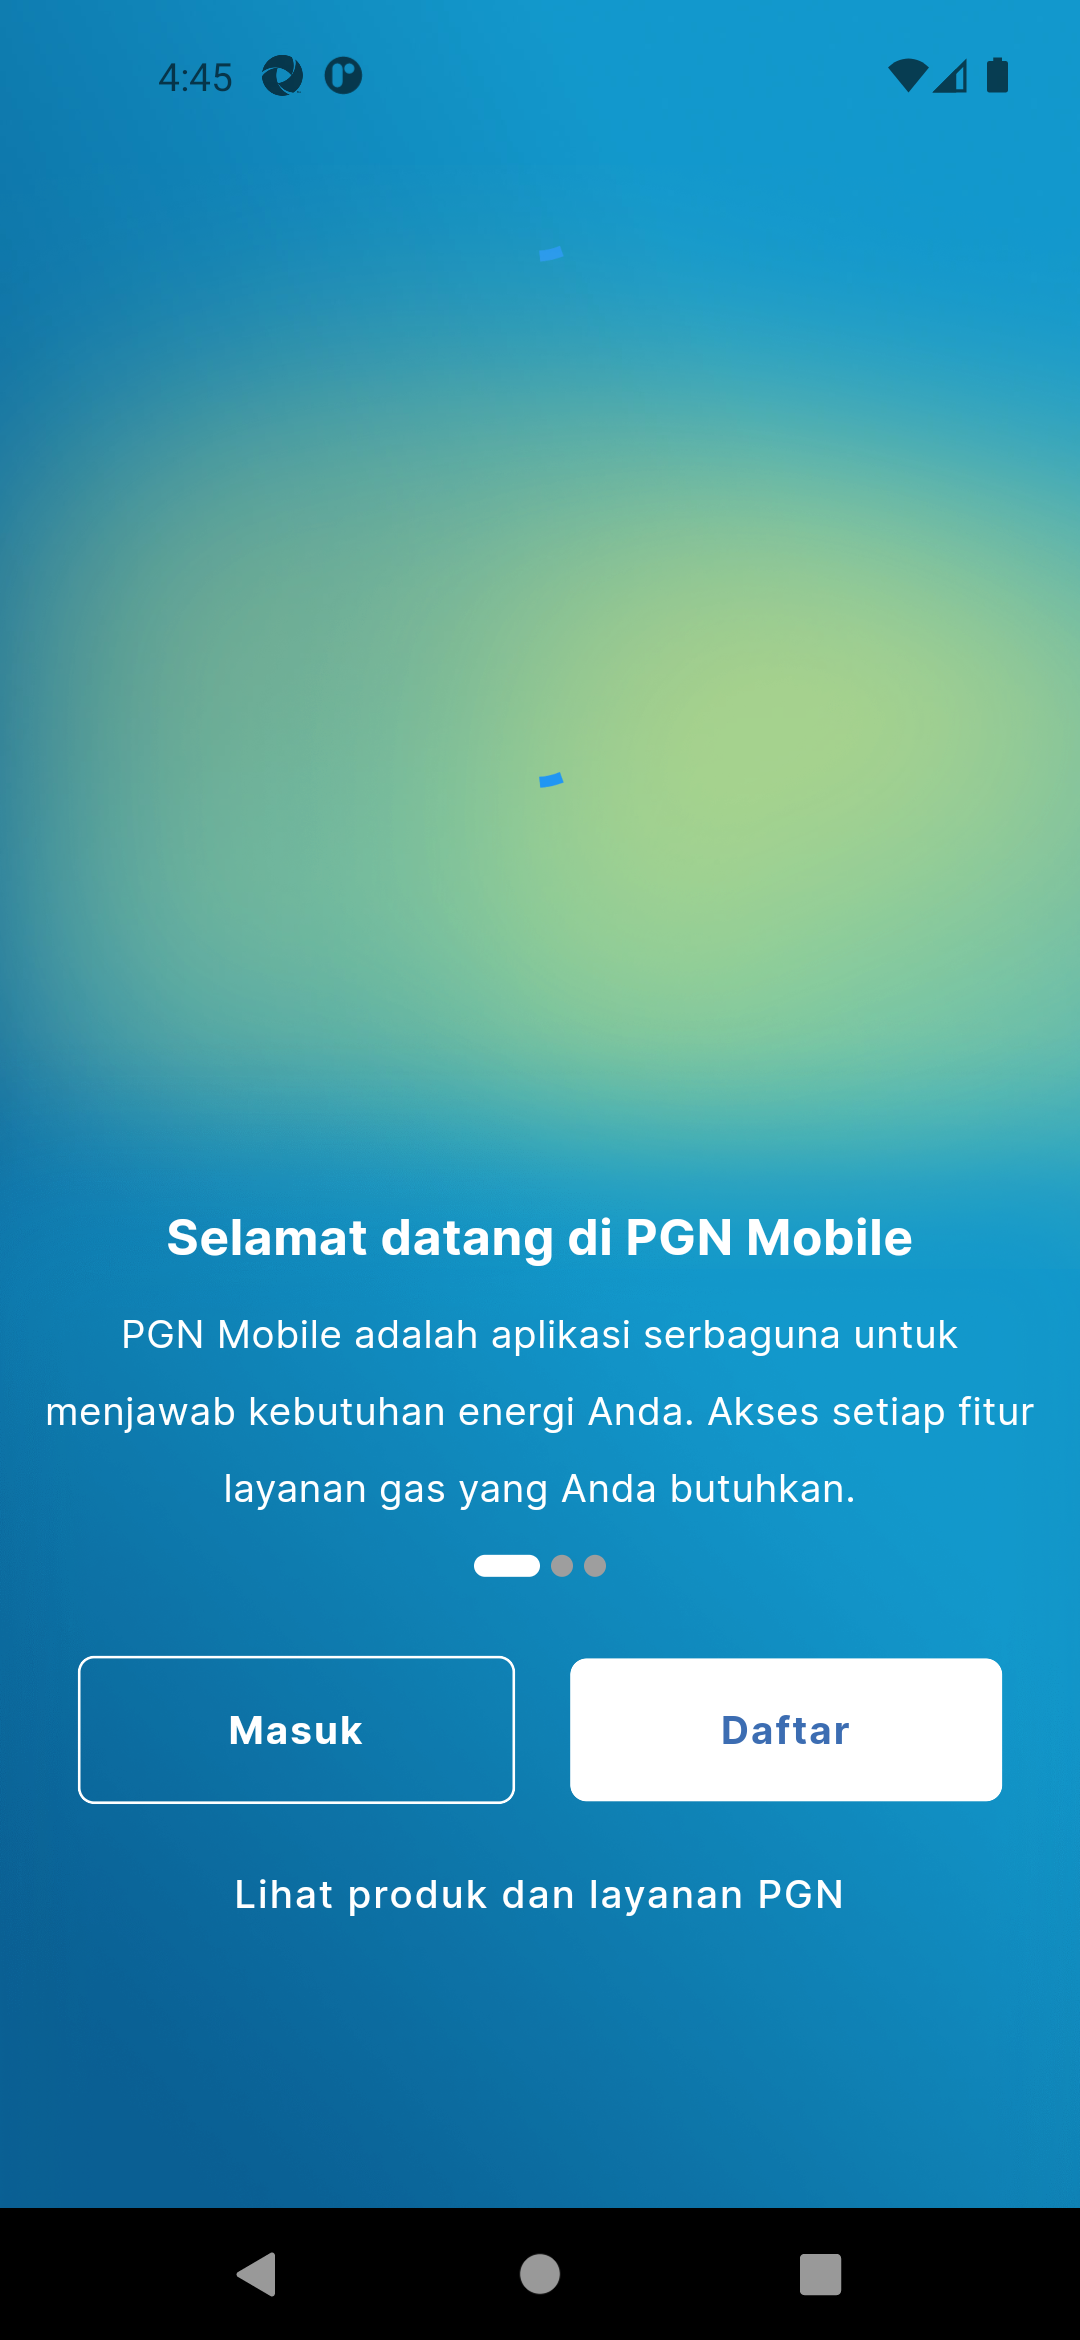 4:45
Selamat datang di PGN Mobile
PGN Mobile adalah aplikasi serbaguna untuk
menjawab kebutuhan energi Anda. Akses setiap fitur
layanan gas yang Anda butuhkan.
Masuk
Daftar
Lihat produk dan layanan PGN